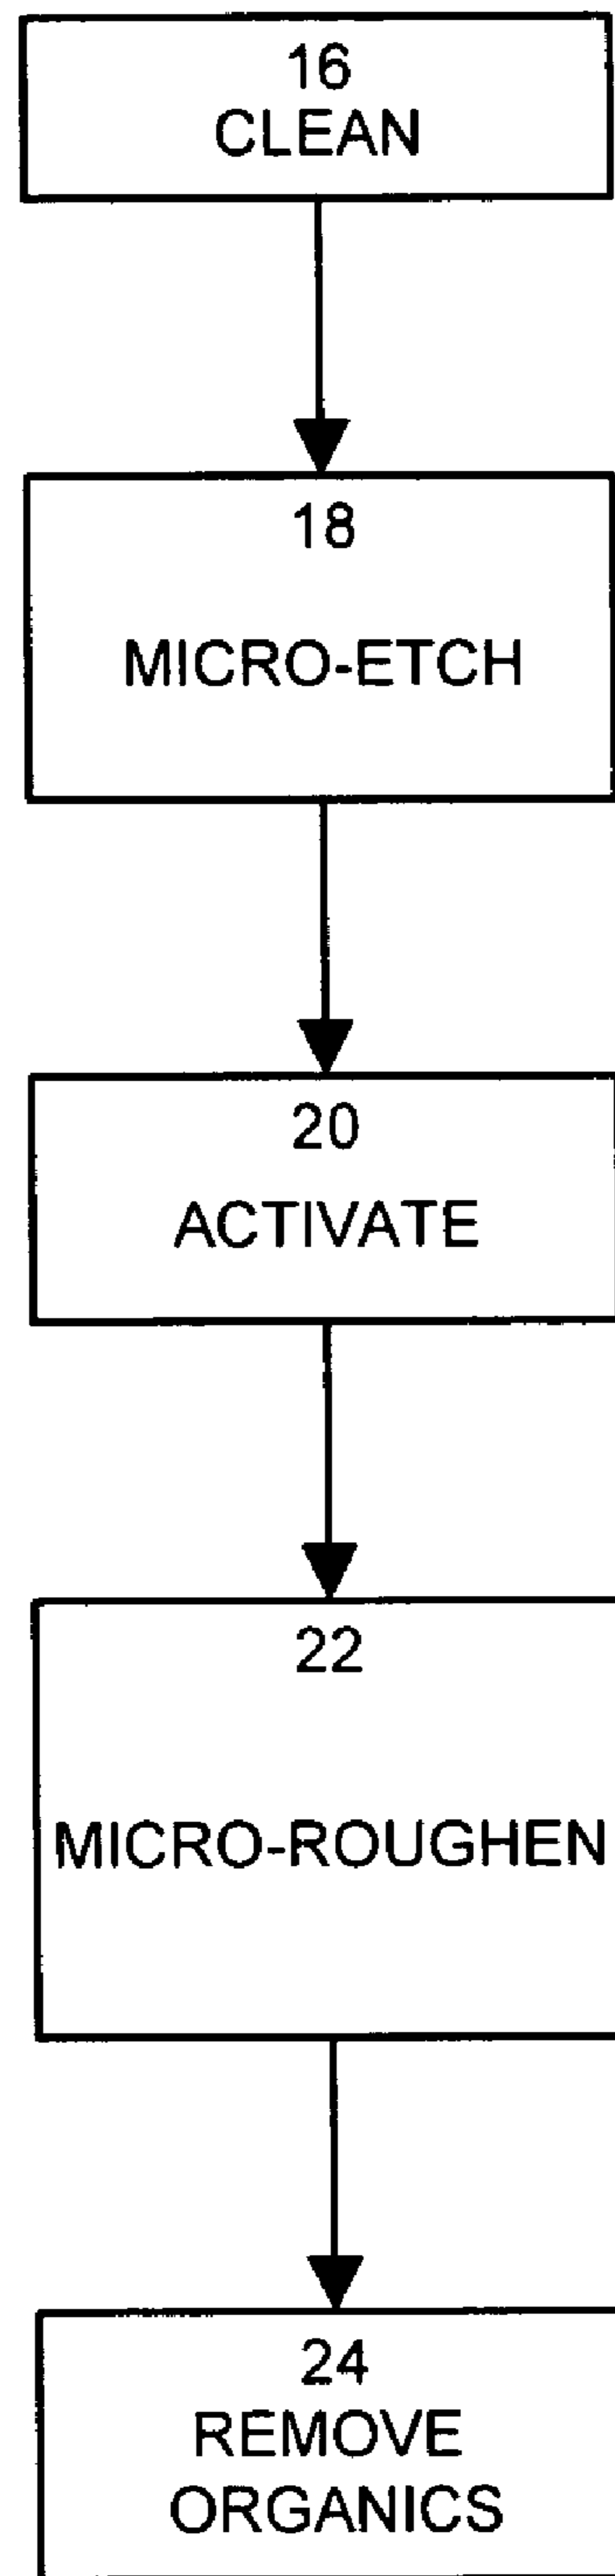 16
CLEAN
18
MICRO-ETCH
20
ACTIVATE
22
MICRO-ROUGHEN
24
REMOVE
ORGANICS